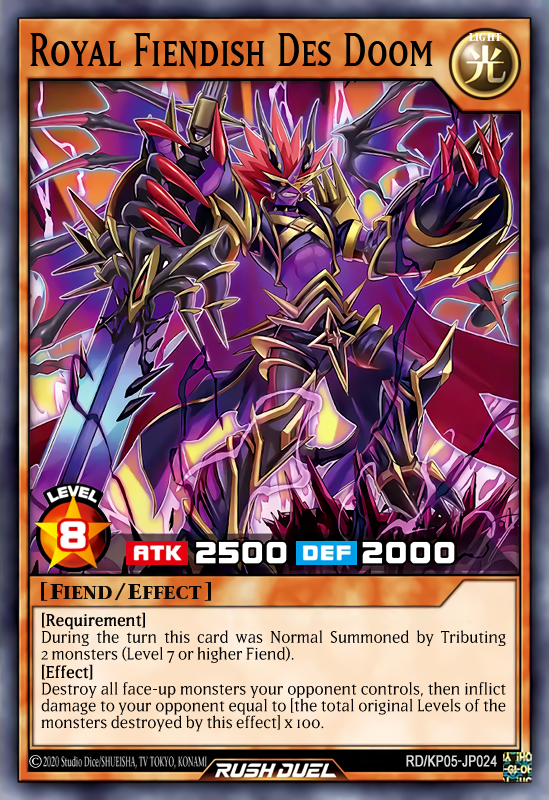 ROYAL FIENDISH DES DOOM
LIGHT
光
LEVEL
8
ATK 2500 DEF 2000
[FIEND/EFFECT]
[Requirement]
During the turn this card was Normal Summoned by Tributing
2 monsters (Level 7 or higher Fiend).
[Effect]
Destroy all face-up monsters your opponent controls, then inflict
damage to your opponent equal to [the total original Levels of the
monsters destroyed by this effect] x 100.
©2020 Studio Dice/SHUEISHA, TV TOKYO, KONAMI
RUSH DUEL
RD/KP05-JP024